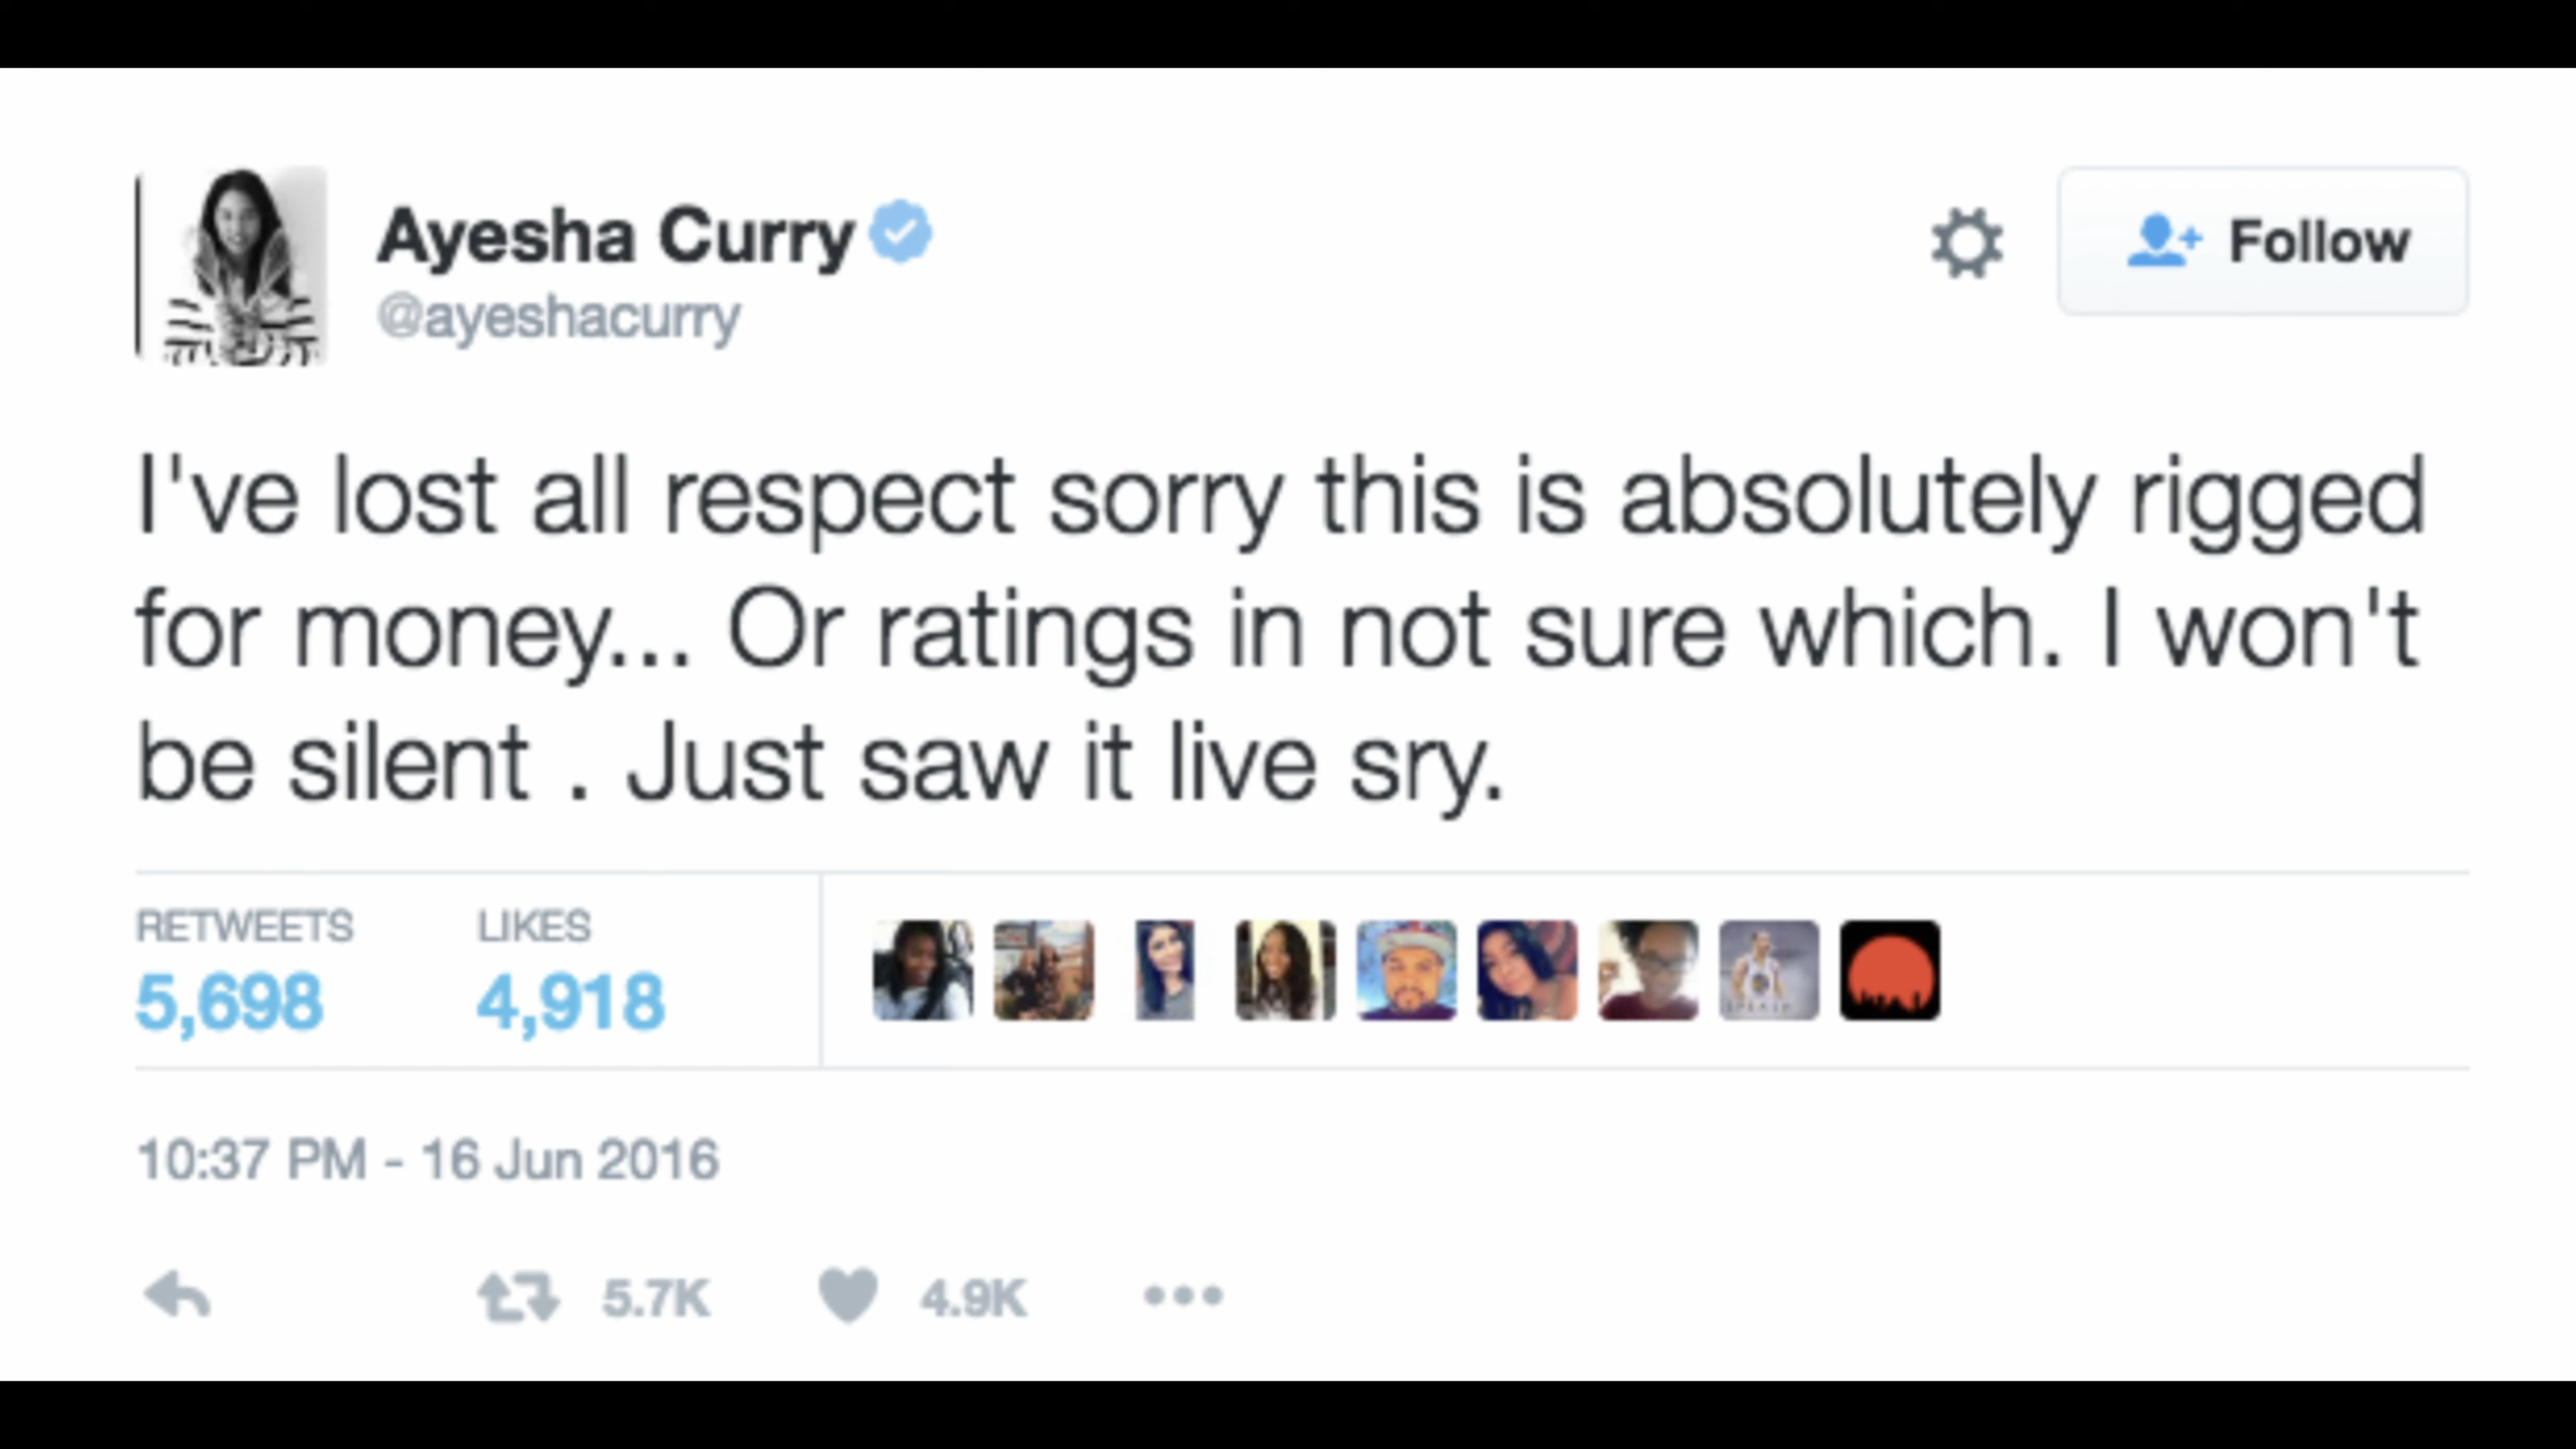 Ayesha Curry
@ayeshacurry
Follow
I've lost all respect sorry this is absolutely rigged
for money... Or ratings in not sure which. I won't
be silent . Just saw it live sry.
RETWEETS LIKES
5,698 4,918
10:37 PM - 16 Jun 2016
5.7K 4.9K